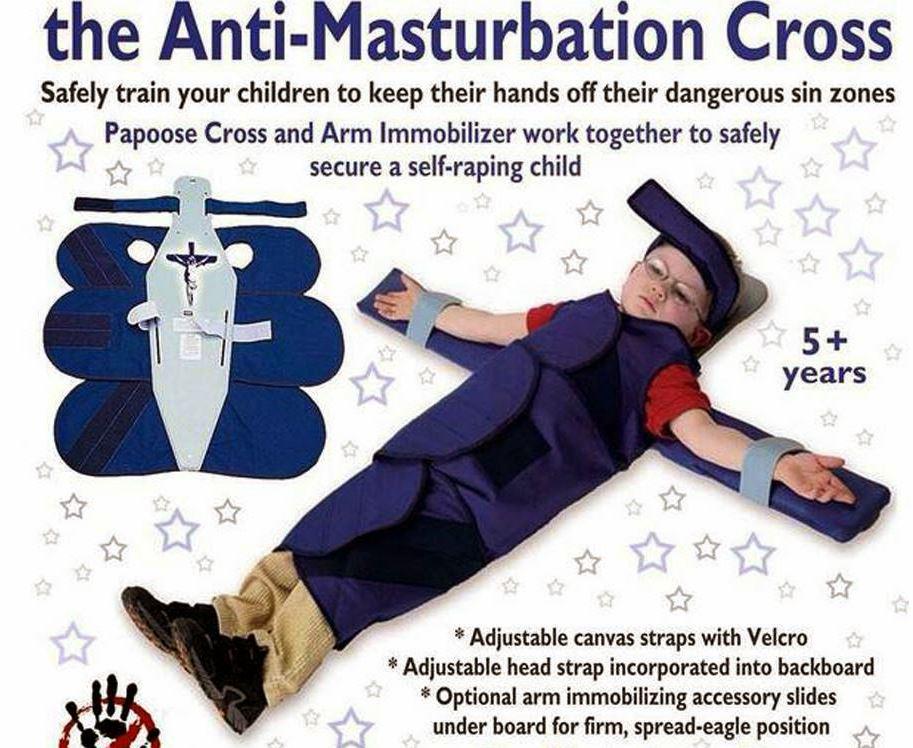 the Anti-Masturbation Cross
Safely train your children to keep their hands off their dangerous sin zones
Papoose Cross and Arm Immobilizer work together to safely
secure a self-raping child
5+
years
* Adjustable canvas straps with Velcro
* Adjustable head strap incorporated into backboard
* Optional arm immobilizing accessory slides
under board for firm, spread-eagle position